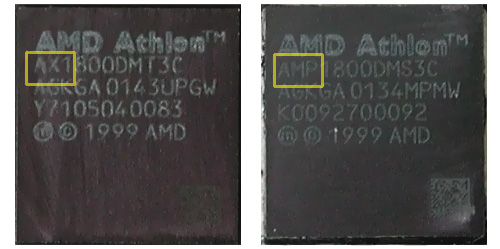 AMD Athlon™
AX1800DMT3C
AGKGA 0143UPGW
Y7105040083
ⓜ © 1999 AMD
AMD Athlon™
AMP1800DMS3C
AGKGA 0134MPMW
K0092700092
ⓜ © 1999 AMD